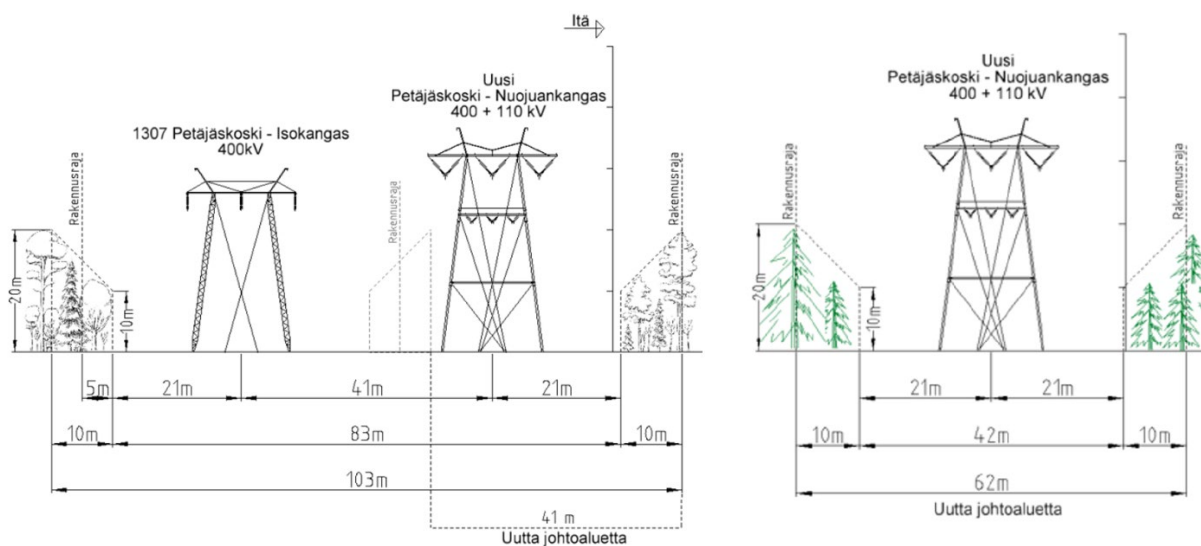 Itä
Uusi
Petäjäskoski - Nuojuankangas
400 + 110 kV
1307 Petäjäskoski - Isokangas
400kV
Rakennusraja
Rakennusraja
20m
10m
5m
21m
41m
21m
10m
83m
10m
103m
41 m
Uutta johtoaluetta
Uusi
Petäjäskoski - Nuojuankangas
400 + 110 kV
Rakennusraja
Rakennusraja
20m
10m
21m
21m
10m
42m
10m
62m
Uutta johtoaluetta